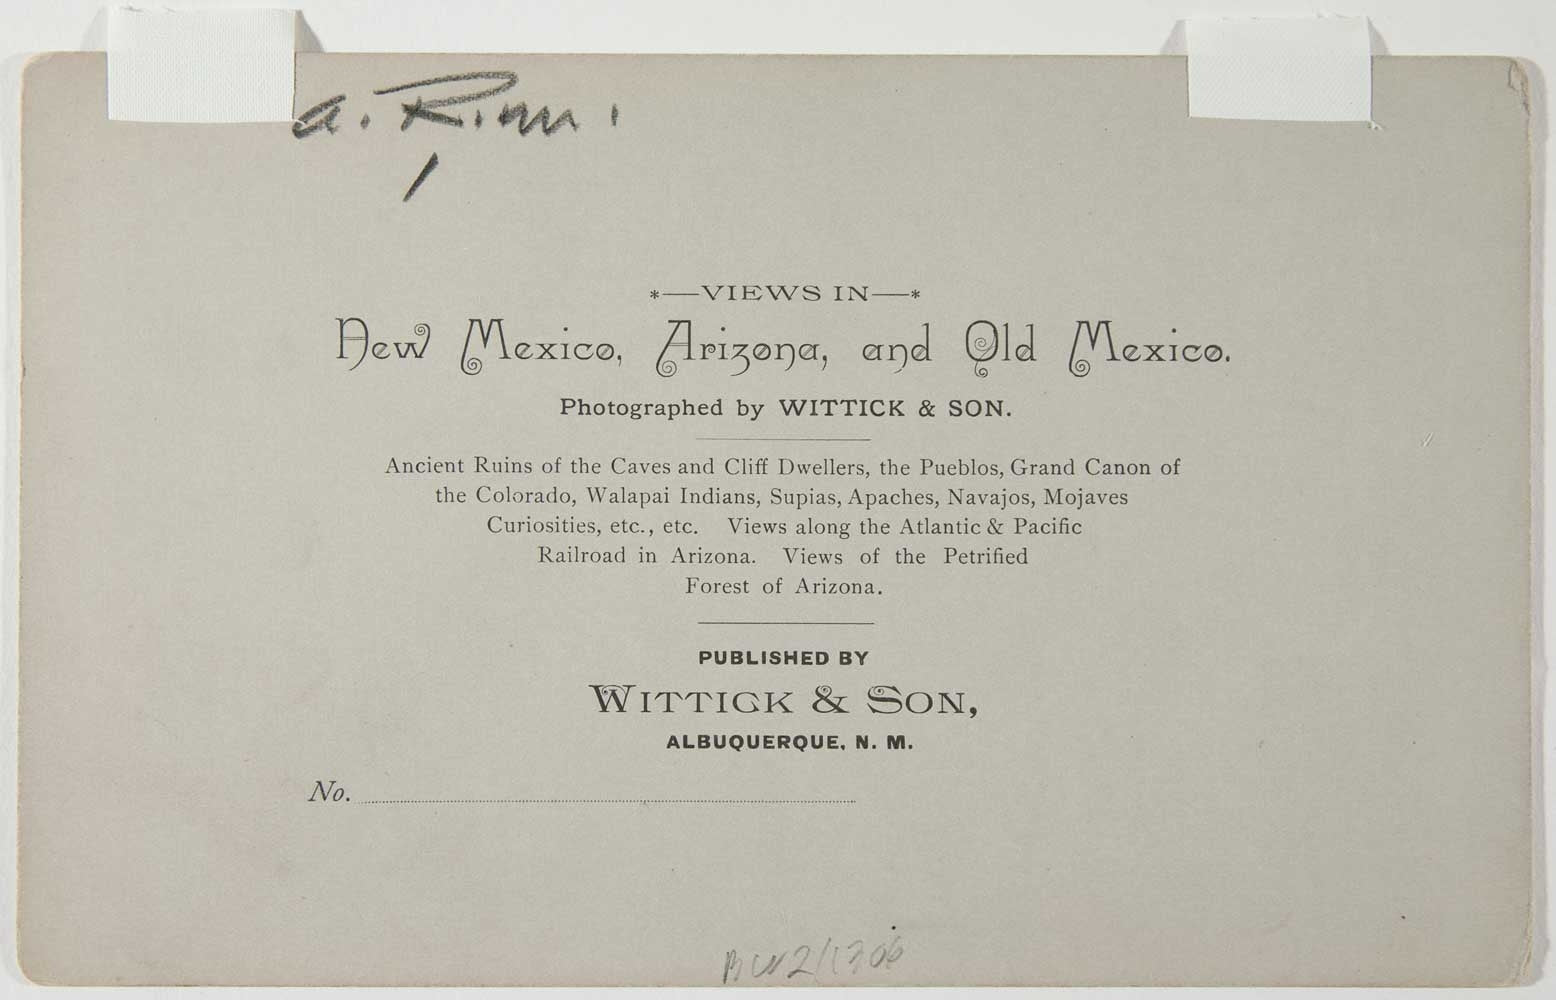 *—VIEWS IN—*
New Mexico, Arizona, and Old Mexico.
Photographed by WITTICK & SON.
Ancient Ruins of the Caves and Cliff Dwellers, the Pueblos, Grand Canon of
the Colorado, Walapai Indians, Supias, Apaches, Navajos, Mojaves
Curiosities, etc., etc. Views along the Atlantic & Pacific
Railroad in Arizona. Views of the Petrified
Forest of Arizona.
PUBLISHED BY
WITTICK & SON,
ALBUQUERQUE, N. M.
No.